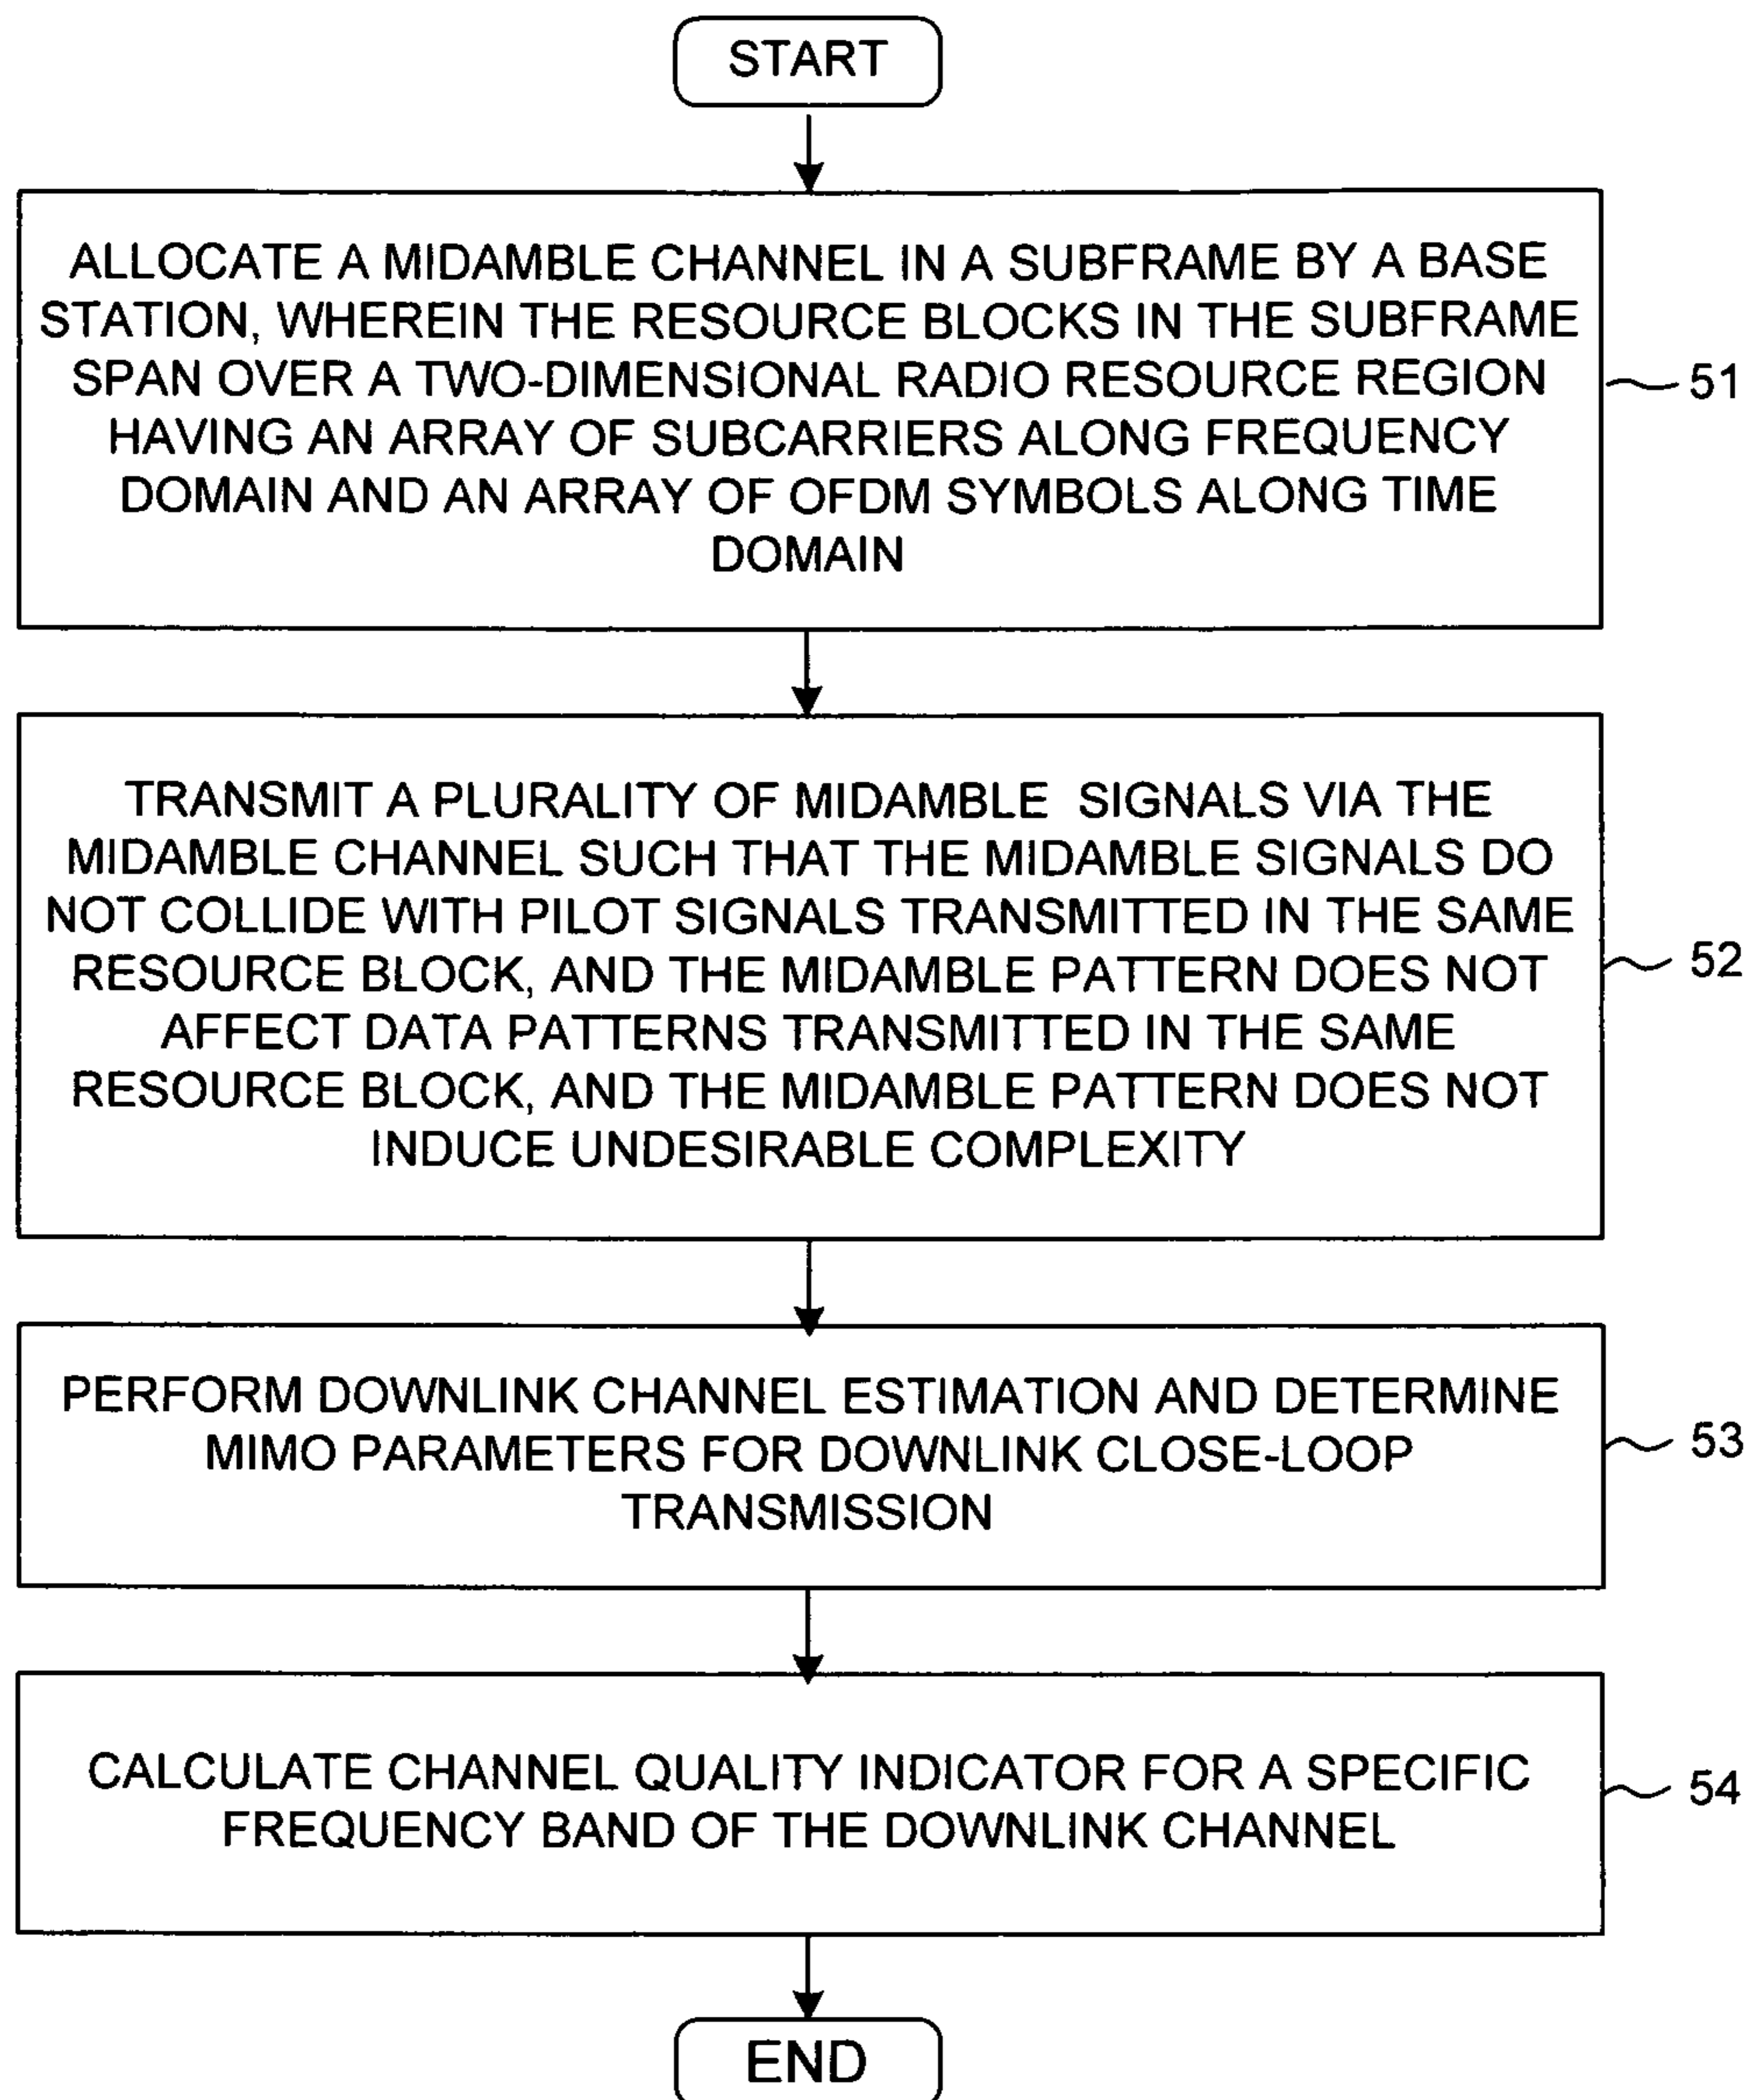 START
ALLOCATE A MIDAMBLE CHANNEL IN A SUBFRAME BY A BASE
STATION, WHEREIN THE RESOURCE BLOCKS IN THE SUBFRAME
SPAN OVER A TWO-DIMENSIONAL RADIO RESOURCE REGION
HAVING AN ARRAY OF SUBCARRIERS ALONG FREQUENCY
DOMAIN AND AN ARRAY OF OFDM SYMBOLS ALONG TIME
DOMAIN
51
TRANSMIT A PLURALITY OF MIDAMBLE SIGNALS VIA THE
MIDAMBLE CHANNEL SUCH THAT THE MIDAMBLE SIGNALS DO
NOT COLLIDE WITH PILOT SIGNALS TRANSMITTED IN THE SAME
RESOURCE BLOCK, AND THE MIDAMBLE PATTERN DOES NOT
AFFECT DATA PATTERNS TRANSMITTED IN THE SAME
RESOURCE BLOCK, AND THE MIDAMBLE PATTERN DOES NOT
INDUCE UNDESIRABLE COMPLEXITY
52
PERFORM DOWNLINK CHANNEL ESTIMATION AND DETERMINE
MIMO PARAMETERS FOR DOWNLINK CLOSE-LOOP
TRANSMISSION
53
CALCULATE CHANNEL QUALITY INDICATOR FOR A SPECIFIC
FREQUENCY BAND OF THE DOWNLINK CHANNEL
54
END